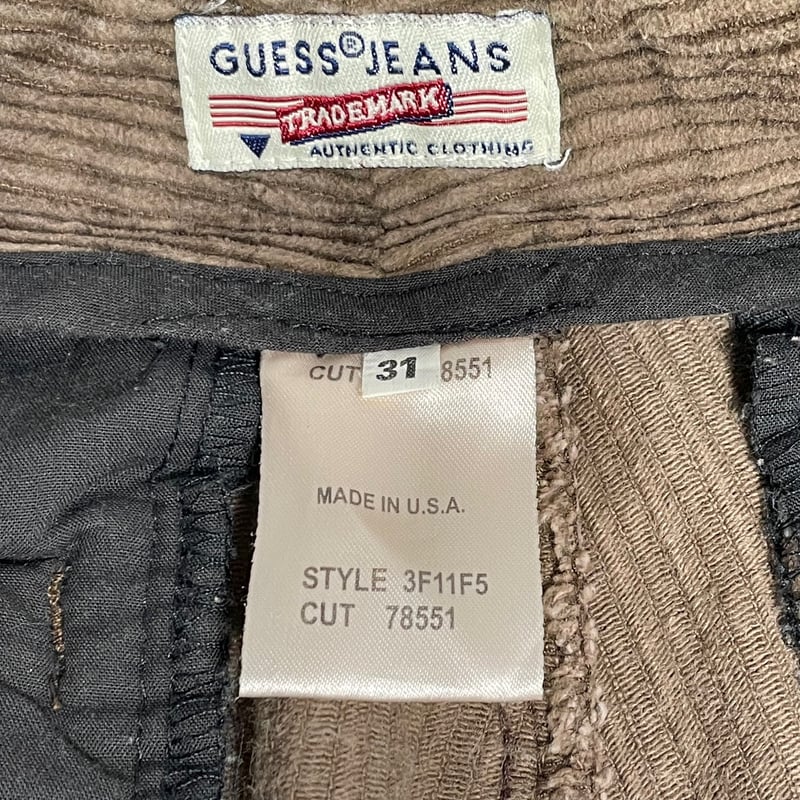 GUESS® JEANS
TRADEMARK
AUTHENTIC CLOTHING
CUT 31 8551
MADE IN U.S.A.
STYLE 3F11F5
CUT 78551